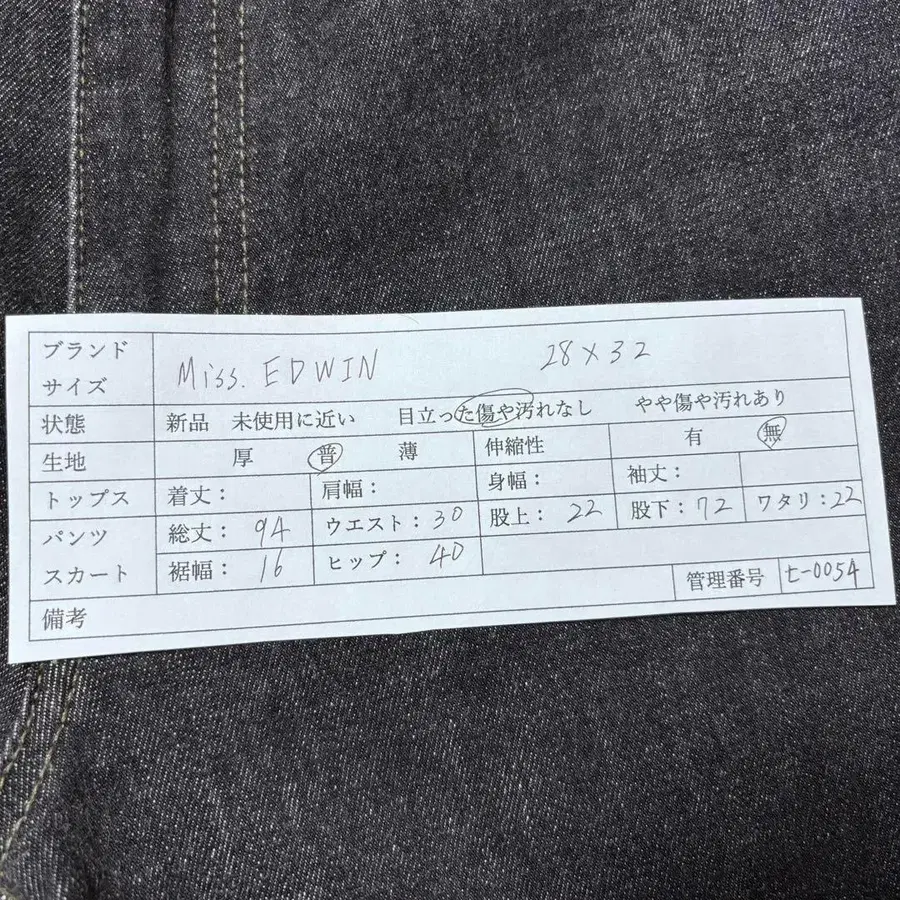 ブランド
サイズ
Miss. EDWIN 28×32
状態 新品 未使用に近い 目立った傷や汚れなし やや傷や汚れあり
生地 厚 普 薄 伸縮性 有 無
トップス 着丈： 肩幅： 身幅： 袖丈：
パンツ
スカート
総丈： 94 ウエスト：30 股上： 22 股下：72 ワタリ：22
裾幅： 16 ヒップ： 40
備考
管理番号 t-0054